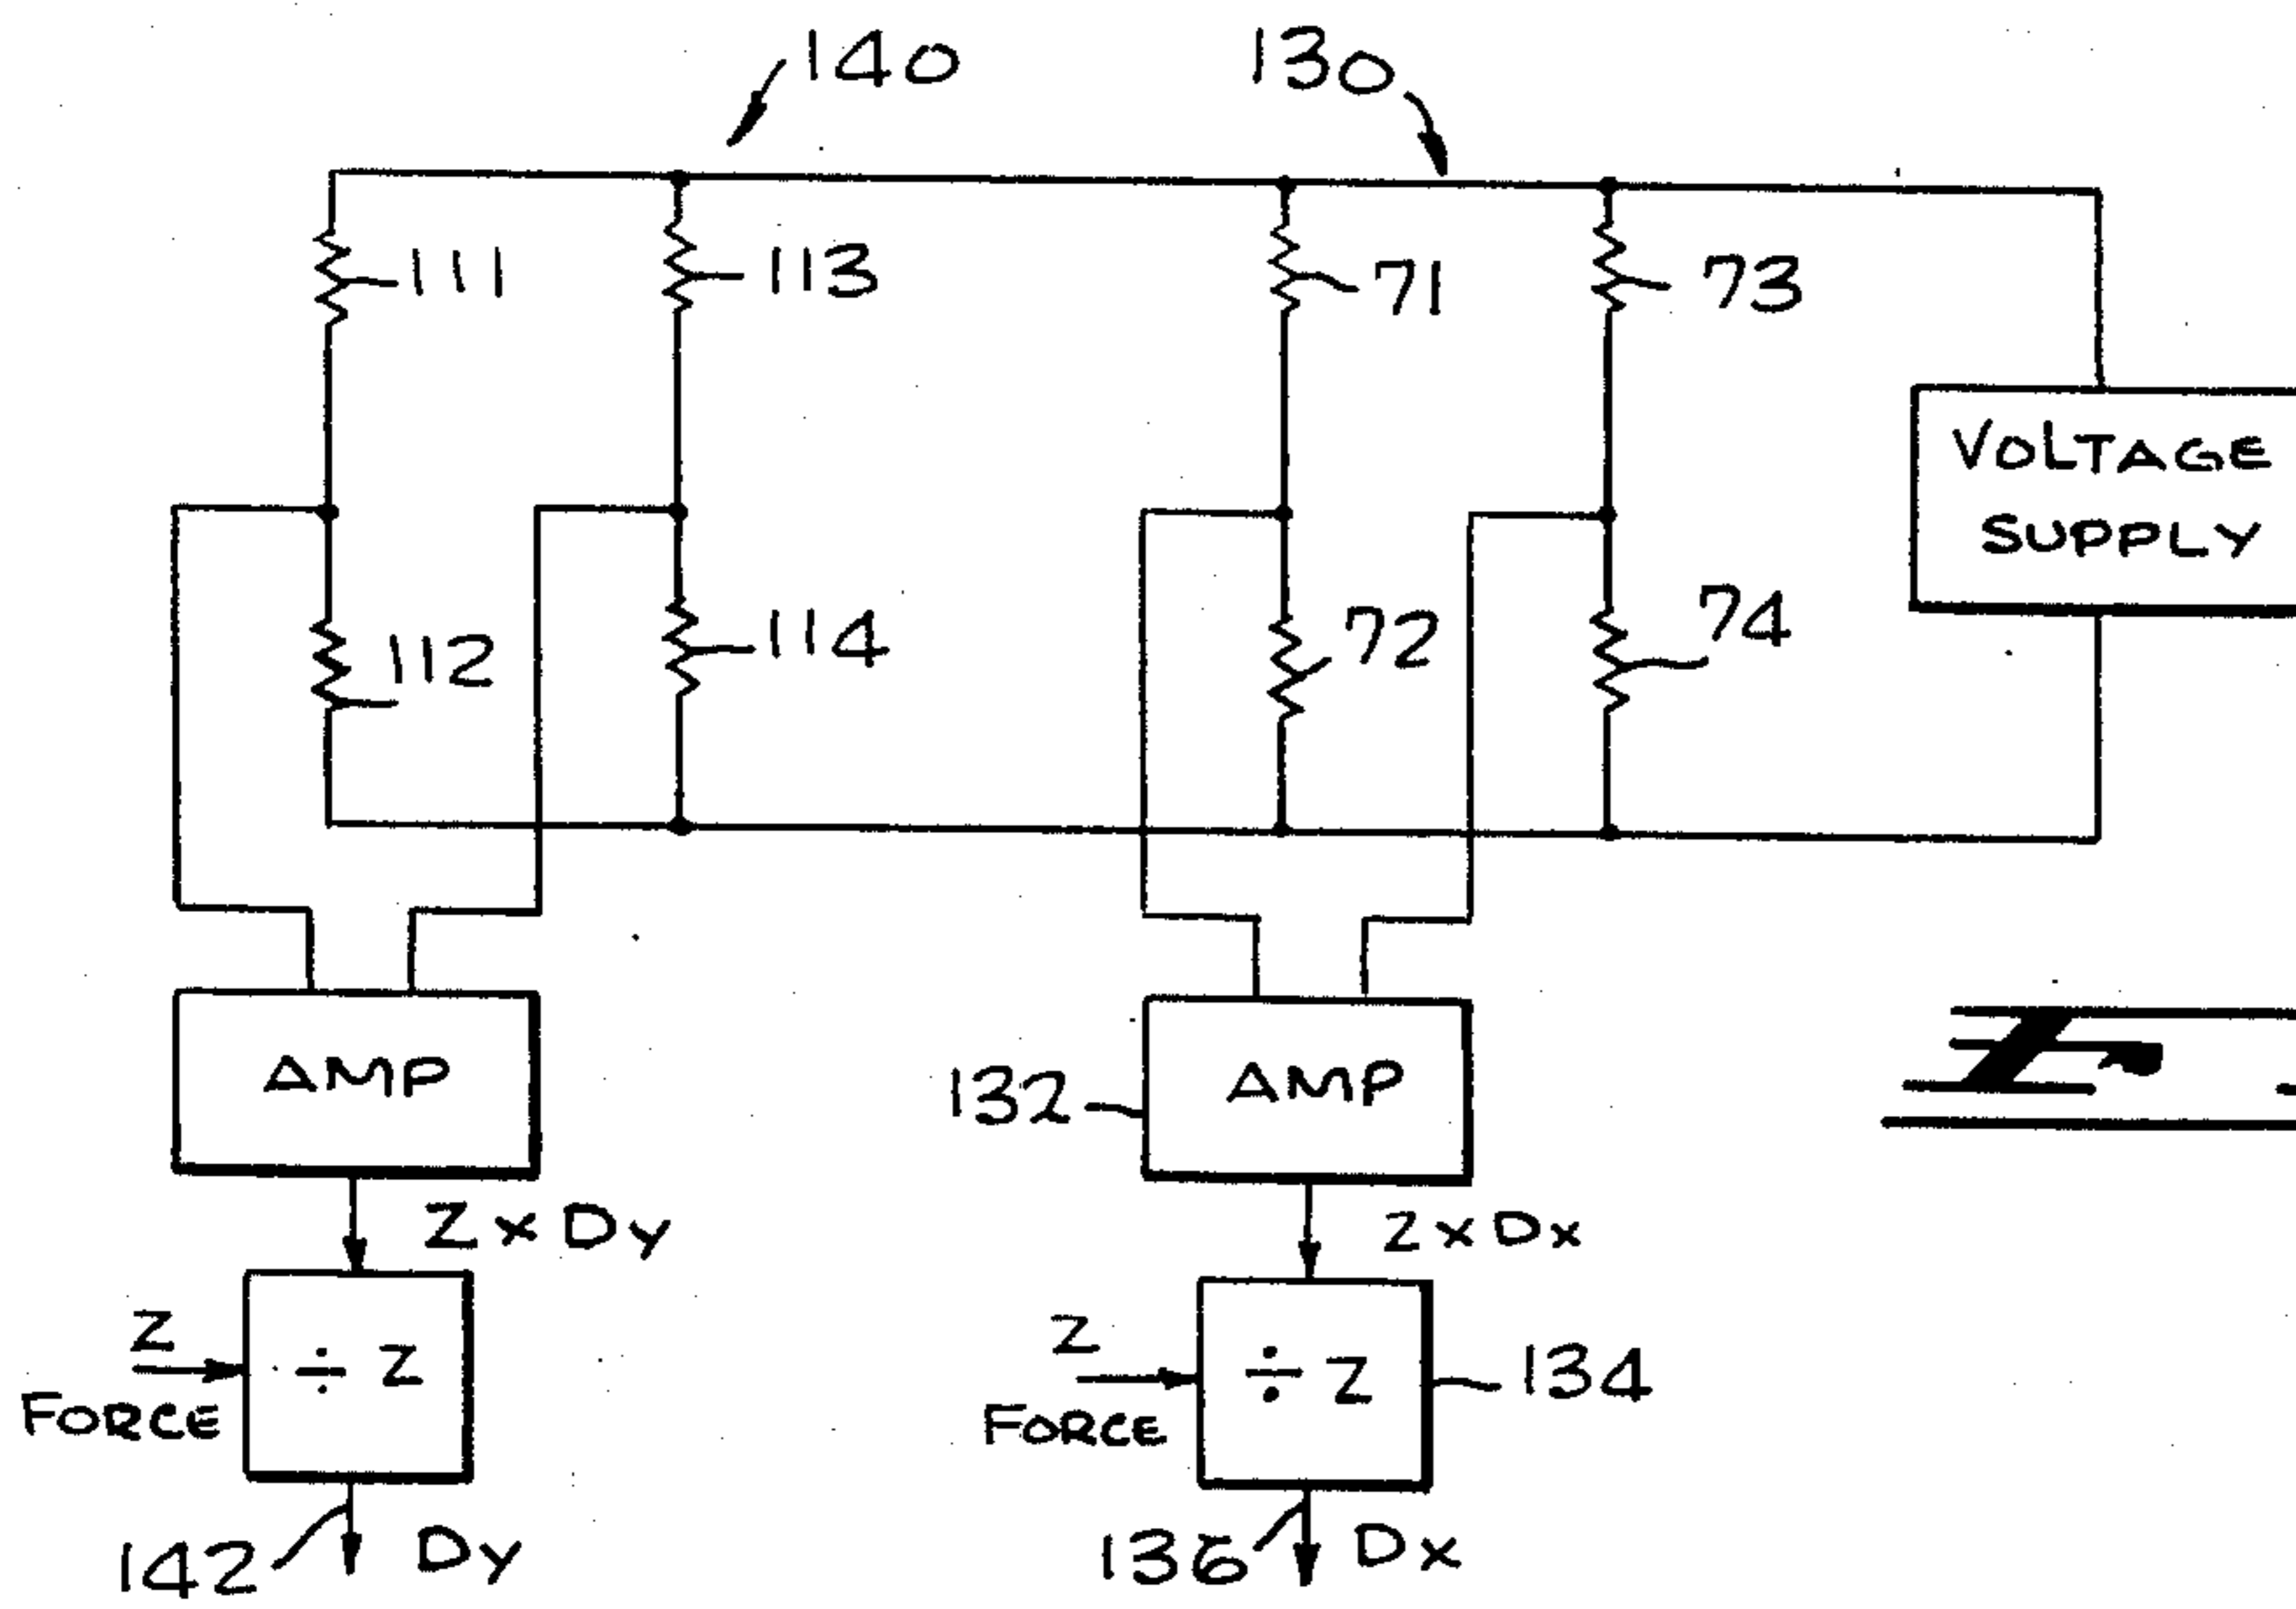 140
130
111
113
71
73
VOLTAGE
SUPPLY
112
114
72
74
AMP
132
AMP
Z x Dy
Z x Dx
Z
FORCE
÷ Z
Z
FORCE
÷ Z
134
142
Dy
136
Dx